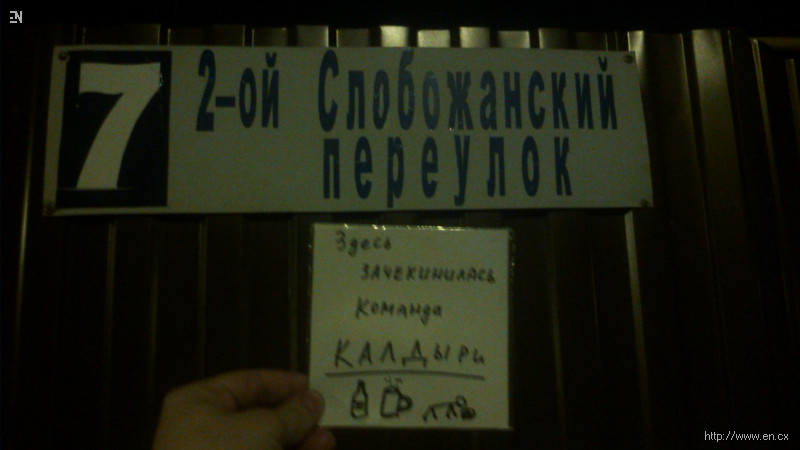 EN
7
2-ой Слобожанский
переулок
Здесь
зачекинилась
команда
КАЛДЫРИ
http://www.en.cx